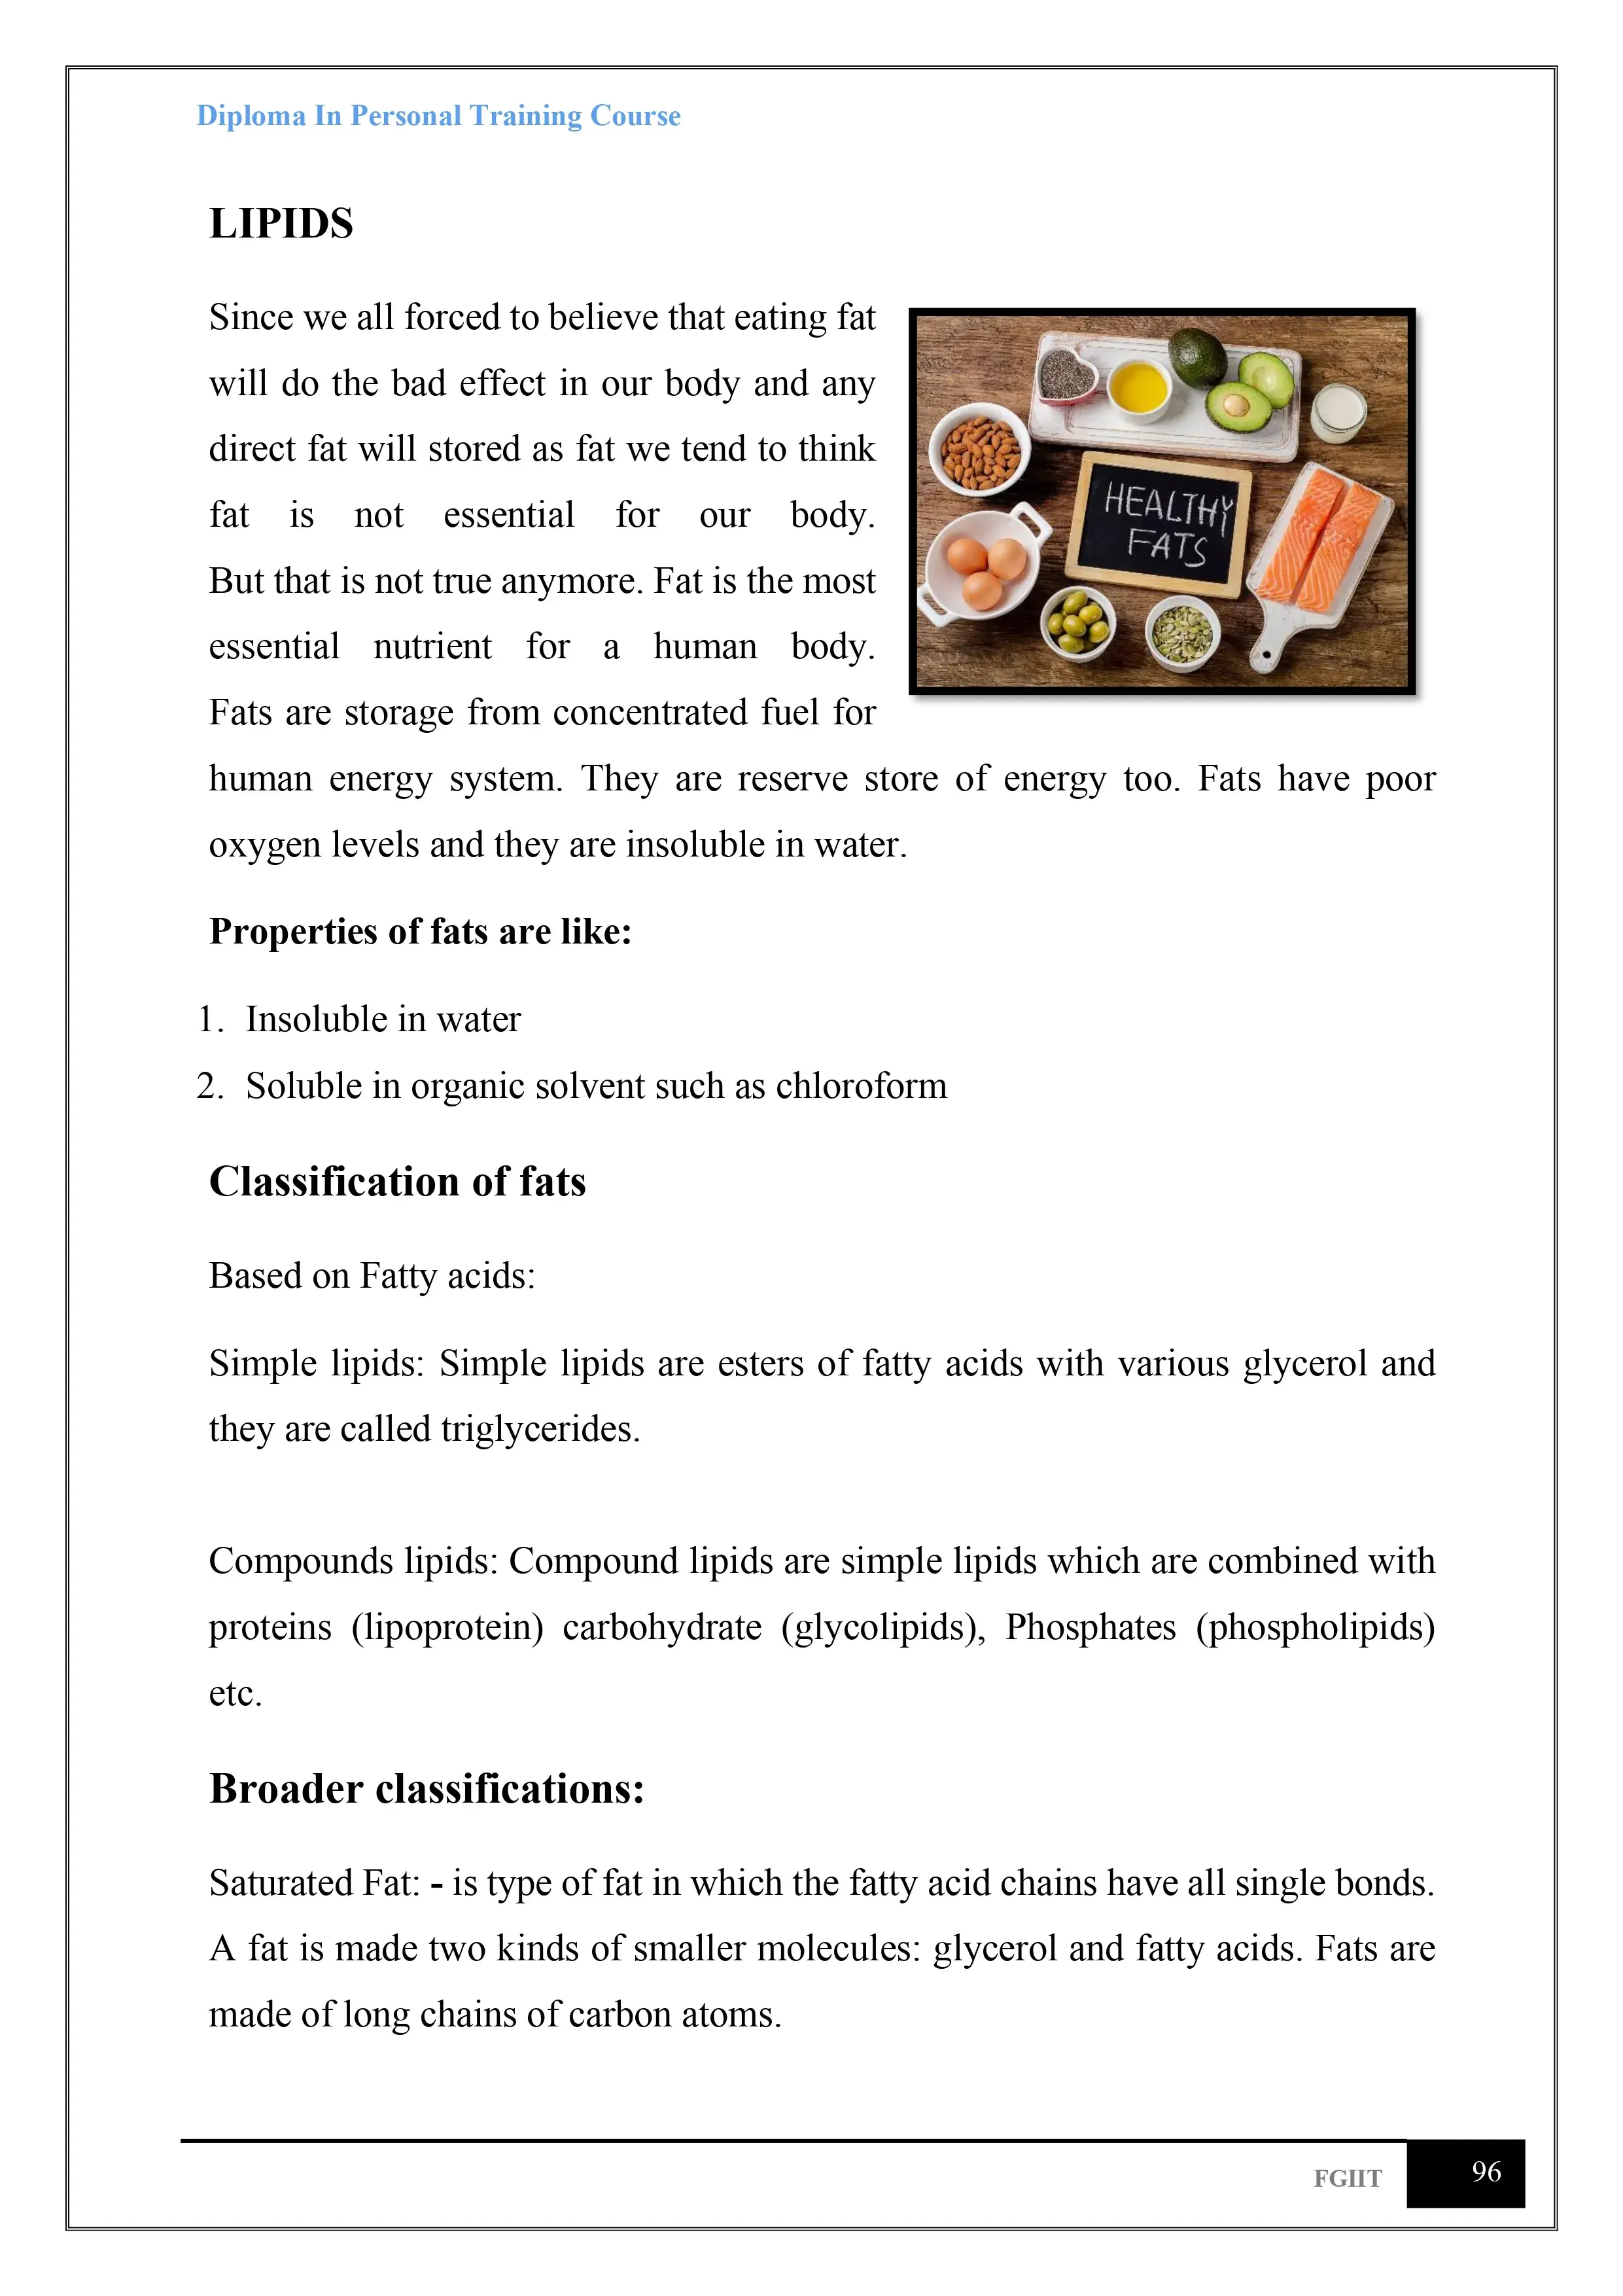 Diploma In Personal Training Course
LIPIDS
Since we all forced to believe that eating fat
will do the bad effect in our body and any
direct fat will stored as fat we tend to think
fat is not essential for our body.
But that is not true anymore. Fat is the most
essential nutrient for a human body.
Fats are storage from concentrated fuel for
HEALTHY
FATS
human energy system. They are reserve store of energy too. Fats have poor
oxygen levels and they are insoluble in water.
Properties of fats are like:
1. Insoluble in water
2. Soluble in organic solvent such as chloroform
Classification of fats
Based on Fatty acids:
Simple lipids: Simple lipids are esters of fatty acids with various glycerol and
they are called triglycerides.
Compounds lipids: Compound lipids are simple lipids which are combined with
proteins (lipoprotein) carbohydrate (glycolipids), Phosphates (phospholipids)
etc.
Broader classifications:
Saturated Fat: - is type of fat in which the fatty acid chains have all single bonds.
A fat is made two kinds of smaller molecules: glycerol and fatty acids. Fats are
made of long chains of carbon atoms.
FGIIT 96